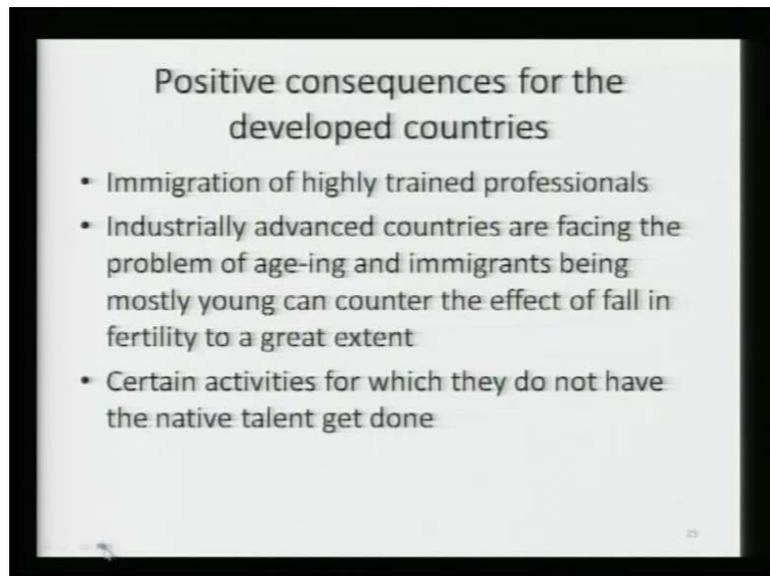 Positive consequences for the
developed countries
• Immigration of highly trained professionals
• Industrially advanced countries are facing the
problem of age-ing and immigrants being
mostly young can counter the effect of fall in
fertility to a great extent
• Certain activities for which they do not have
the native talent get done
25